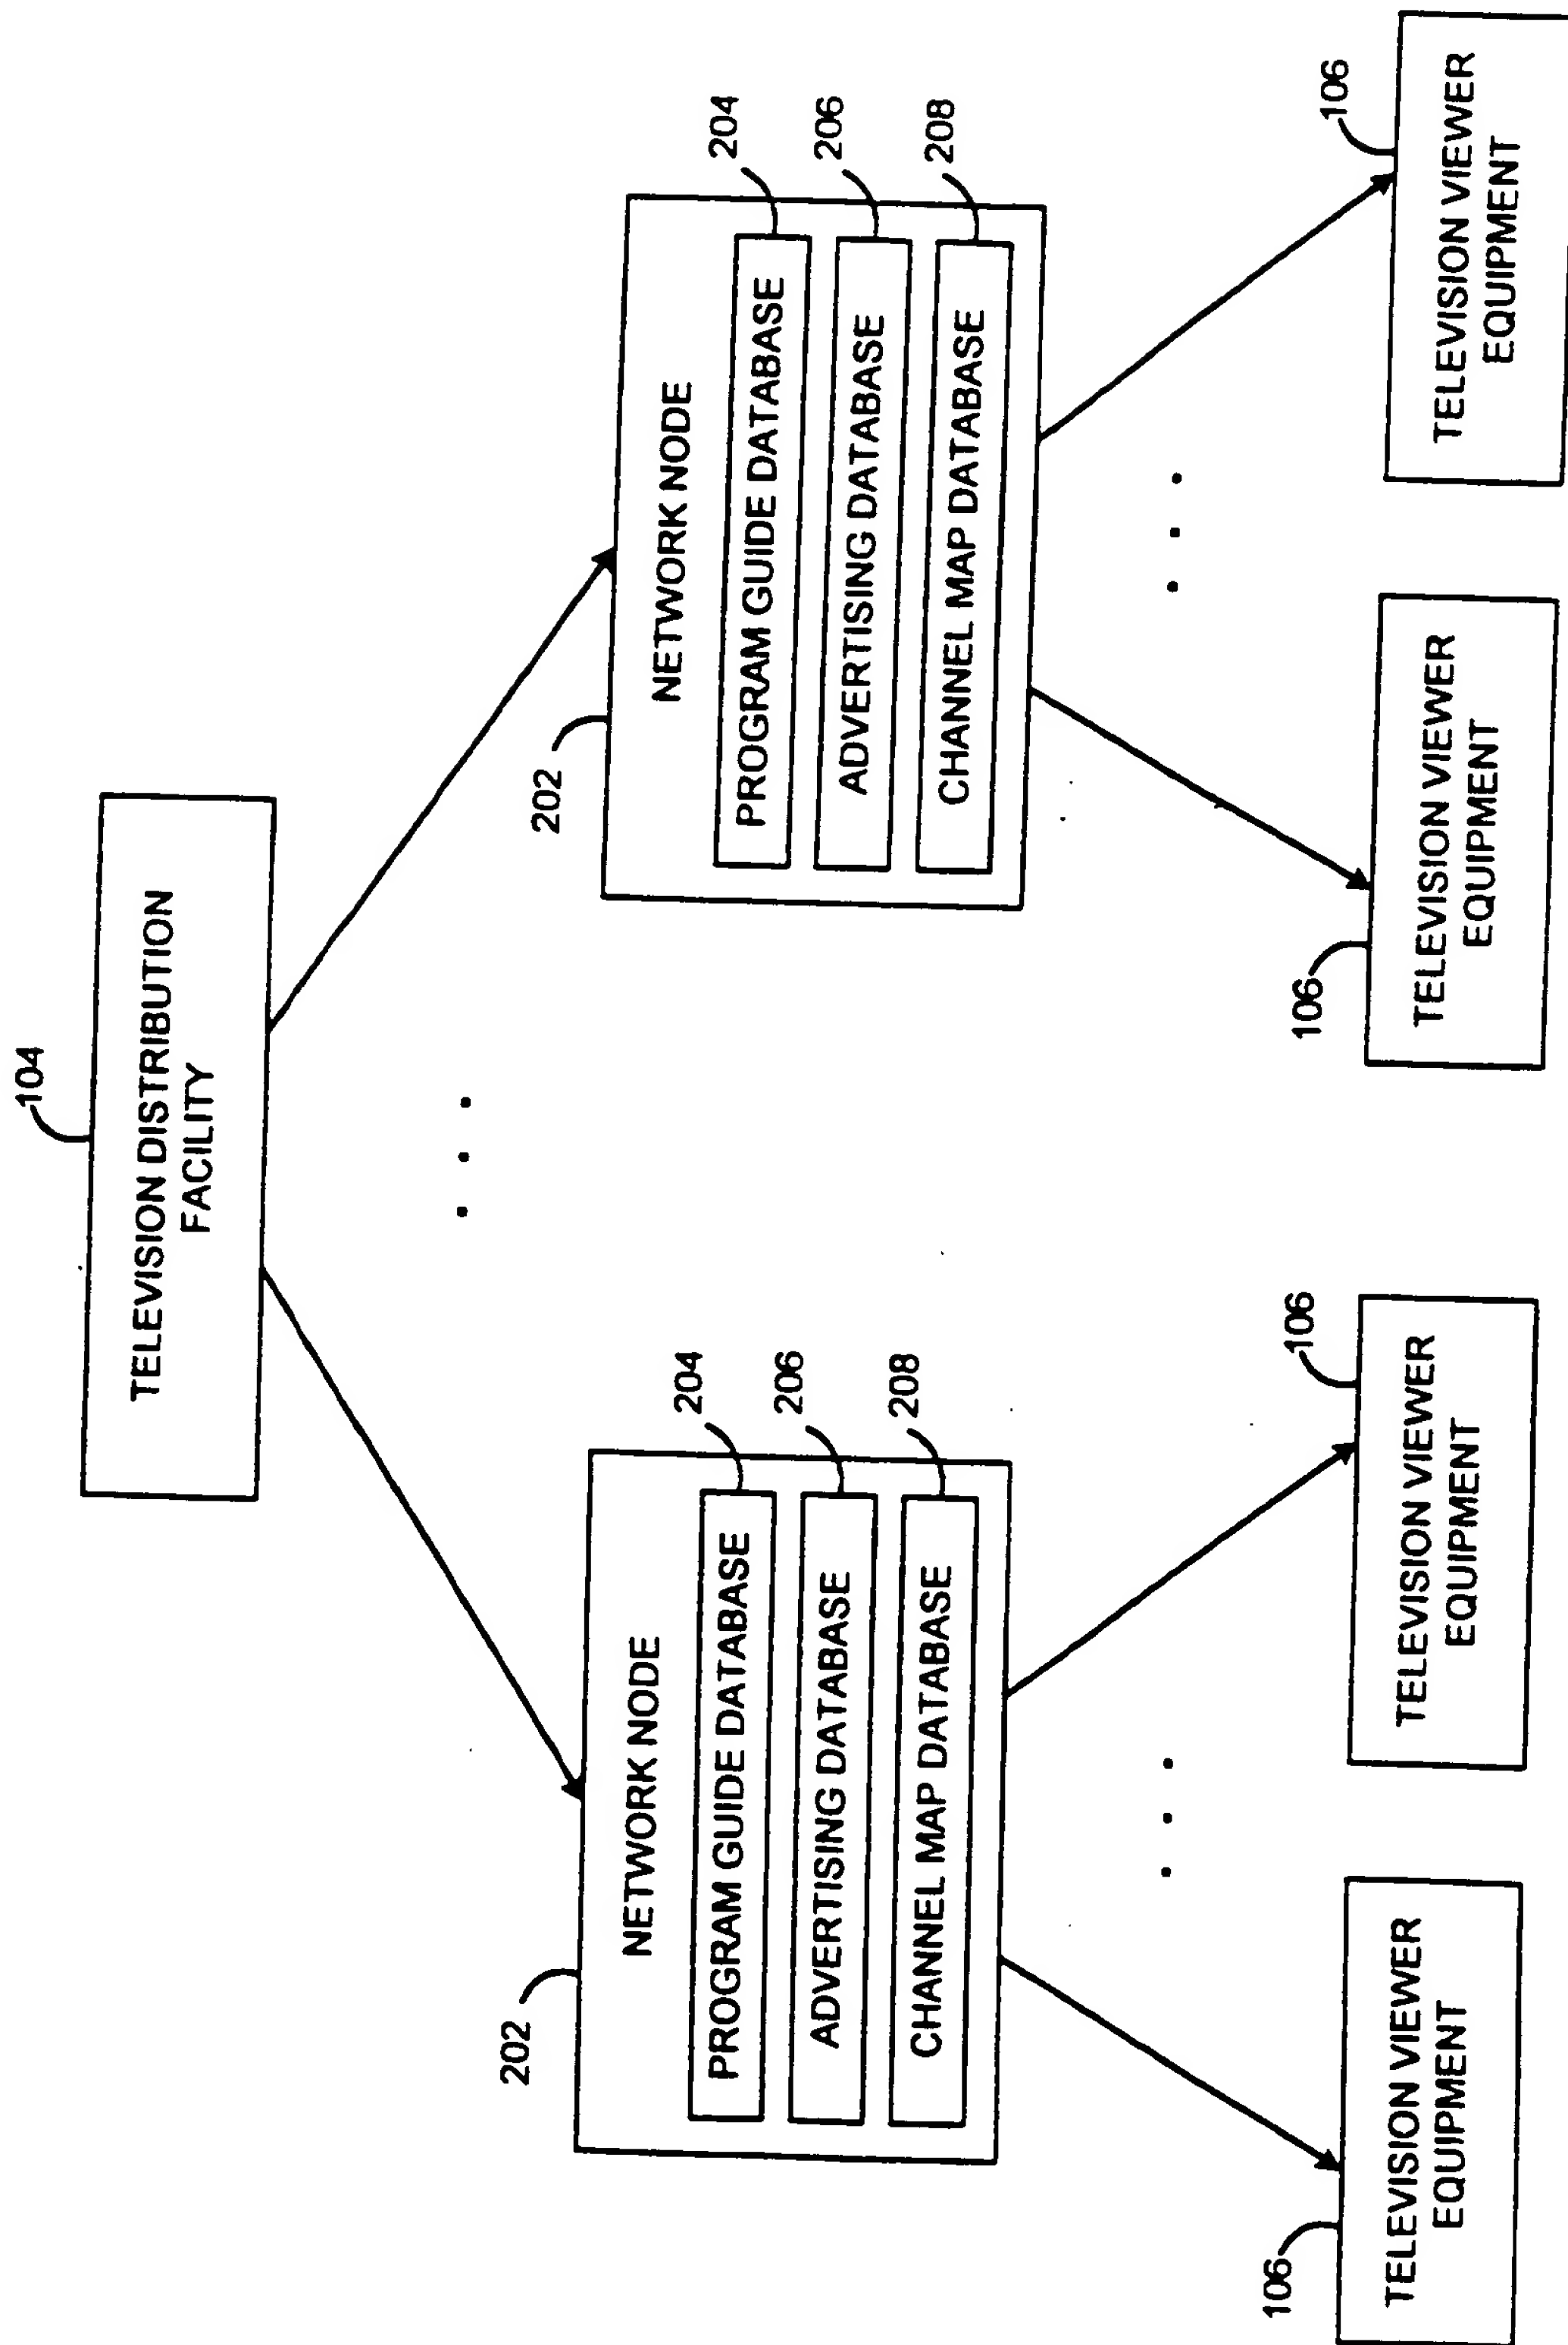 104
TELEVISION DISTRIBUTION
FACILITY
202
NETWORK NODE
PROGRAM GUIDE DATABASE
204
ADVERTISING DATABASE
206
CHANNEL MAP DATABASE
208
202
NETWORK NODE
PROGRAM GUIDE DATABASE
204
ADVERTISING DATABASE
206
CHANNEL MAP DATABASE
208
106
TELEVISION VIEWER
EQUIPMENT
106
TELEVISION VIEWER
EQUIPMENT
106
TELEVISION VIEWER
EQUIPMENT
106
TELEVISION VIEWER
EQUIPMENT